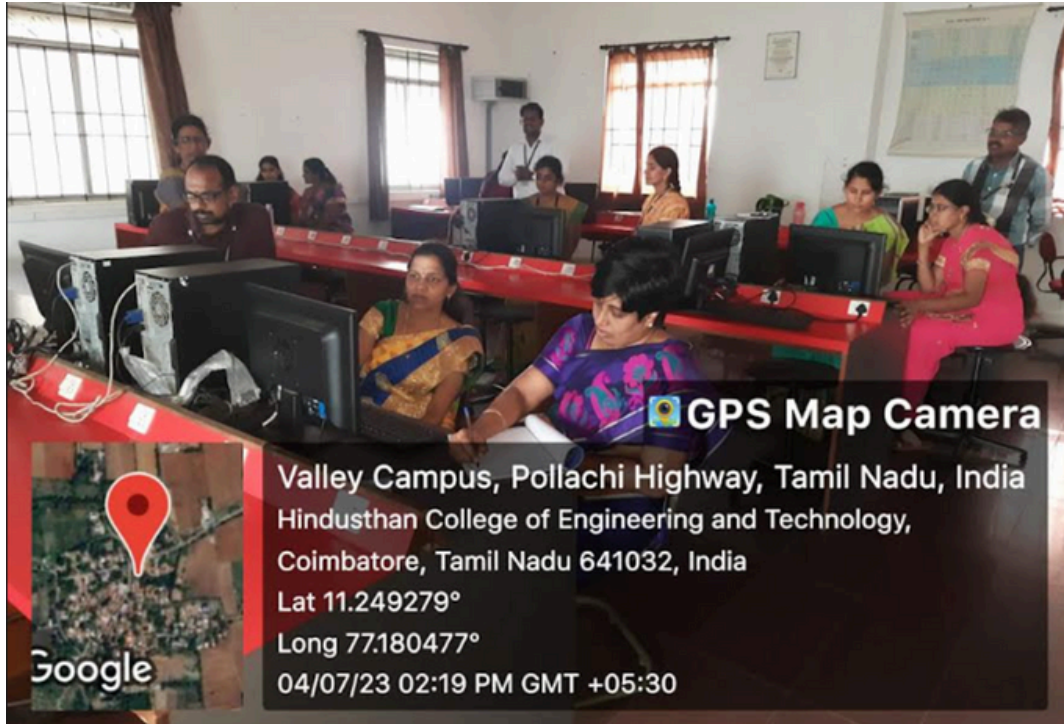 GPS Map Camera
Valley Campus, Pollachi Highway, Tamil Nadu, India
Hindusthan College of Engineering and Technology,
Coimbatore, Tamil Nadu 641032, India
Lat 11.249279°
Long 77.180477°
04/07/23 02:19 PM GMT +05:30
Google